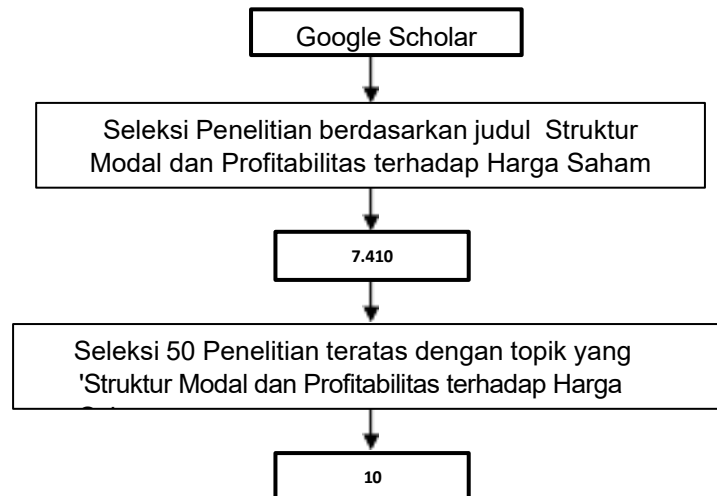 Google Scholar
Seleksi Penelitian berdasarkan judul Struktur
Modal dan Profitabilitas terhadap Harga Saham
7.410
Seleksi 50 Penelitian teratas dengan topik yang
'Struktur Modal dan Profitabilitas terhadap Harga
10